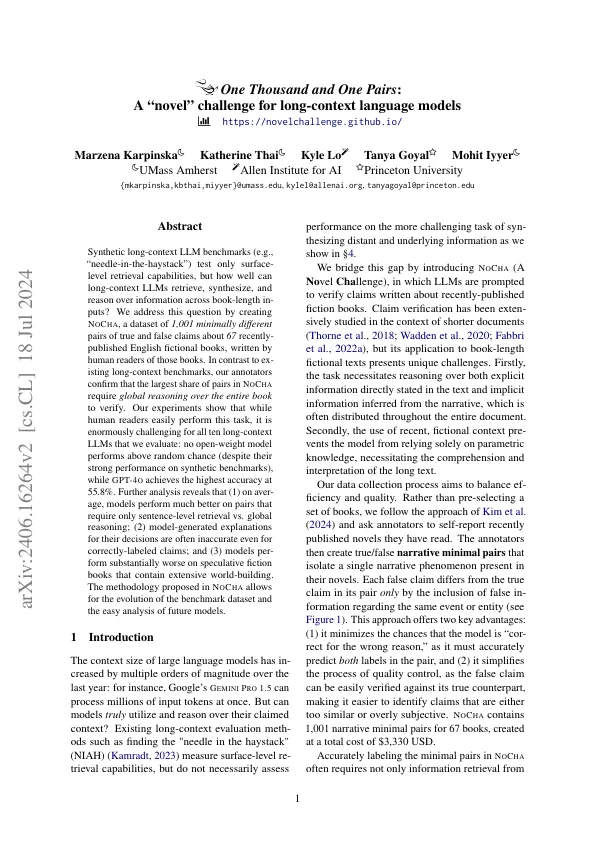 One Thousand and One Pairs:
A “novel” challenge for long-context language models
https://novelchallenge.github.io/
Marzena Karpinska Katherine Thai Kyle Lo Tanya Goyal Mohit Iyyer
UMass Amherst Allen Institute for AI Princeton University
{mkarpinska,kbthai,miyyer}@umass.edu, kylel@allenai.org, tanyagoyal@princeton.edu
arXiv:2406.16264v2 [cs.CL] 18 Jul 2024
Abstract
Synthetic long-context LLM benchmarks (e.g.,
“needle-in-the-haystack”) test only surface-
level retrieval capabilities, but how well can
long-context LLMs retrieve, synthesize, and
reason over information across book-length in-
puts? We address this question by creating
NOCHA, a dataset of 1,001 minimally different
pairs of true and false claims about 67 recently-
published English fictional books, written by
human readers of those books. In contrast to ex-
isting long-context benchmarks, our annotators
confirm that the largest share of pairs in NOCHA
require global reasoning over the entire book
to verify. Our experiments show that while
human readers easily perform this task, it is
enormously challenging for all ten long-context
LLMs that we evaluate: no open-weight model
performs above random chance (despite their
strong performance on synthetic benchmarks),
while GPT-4O achieves the highest accuracy at
55.8%. Further analysis reveals that (1) on aver-
age, models perform much better on pairs that
require only sentence-level retrieval vs. global
reasoning; (2) model-generated explanations
for their decisions are often inaccurate even for
correctly-labeled claims; and (3) models per-
form substantially worse on speculative fiction
books that contain extensive world-building.
The methodology proposed in NOCHA allows
for the evolution of the benchmark dataset and
the easy analysis of future models.
1 Introduction
The context size of large language models has in-
creased by multiple orders of magnitude over the
last year: for instance, Google’s GEMINI PRO 1.5 can
process millions of input tokens at once. But can
models truly utilize and reason over their claimed
context? Existing long-context evaluation meth-
ods such as finding the "needle in the haystack"
(NIAH) (Kamradt, 2023) measure surface-level re-
trieval capabilities, but do not necessarily assess
performance on the more challenging task of syn-
thesizing distant and underlying information as we
show in §4.
We bridge this gap by introducing NOCHA (A
Novel Challenge), in which LLMs are prompted
to verify claims written about recently-published
fiction books. Claim verification has been exten-
sively studied in the context of shorter documents
(Thorne et al., 2018; Wadden et al., 2020; Fabbri
et al., 2022a), but its application to book-length
fictional texts presents unique challenges. Firstly,
the task necessitates reasoning over both explicit
information directly stated in the text and implicit
information inferred from the narrative, which is
often distributed throughout the entire document.
Secondly, the use of recent, fictional context pre-
vents the model from relying solely on parametric
knowledge, necessitating the comprehension and
interpretation of the long text.
Our data collection process aims to balance ef-
ficiency and quality. Rather than pre-selecting a
set of books, we follow the approach of Kim et al.
(2024) and ask annotators to self-report recently
published novels they have read. The annotators
then create true/false narrative minimal pairs that
isolate a single narrative phenomenon present in
their novels. Each false claim differs from the true
claim in its pair only by the inclusion of false in-
formation regarding the same event or entity (see
Figure 1). This approach offers two key advantages:
(1) it minimizes the chances that the model is “cor-
rect for the wrong reason,” as it must accurately
predict both labels in the pair, and (2) it simplifies
the process of quality control, as the false claim
can be easily verified against its true counterpart,
making it easier to identify claims that are either
too similar or overly subjective. NOCHA contains
1,001 narrative minimal pairs for 67 books, created
at a total cost of $3,330 USD.
Accurately labeling the minimal pairs in NOCHA
often requires not only information retrieval from
1